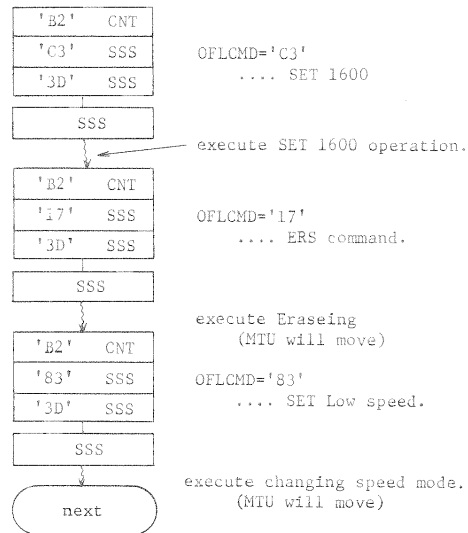 'B2' CNT
'C3' SSS
OFLCMD='C3'
'3D' SSS
.... SET 1600
SSS
execute SET 1600 operation.
'B2' CNT
'17' SSS
OFLCMD='17'
'3D' SSS
.... ERS command.
SSS
execute Eraseing
(MTU will move)
'B2' CNT
'83' SSS
OFLCMD='83'
'3D' SSS
.... SET Low speed.
SSS
execute changing speed mode.
(MTU will move)
next